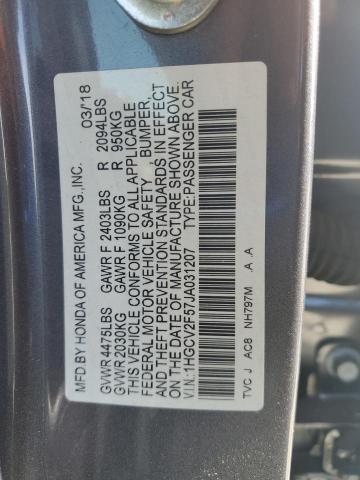 MFD. BY HONDA OF AMERICA MFG., INC. 03/18
GVWR 4475LBS GAWR F 2403LBS R 2094LBS
GVWR 2030KG GAWR F 1090KG R 950KG
THIS VEHICLE CONFORMS TO ALL APPLICABLE
FEDERAL MOTOR VEHICLE SAFETY, BUMPER,
AND THEFT PREVENTION STANDARDS IN EFFECT
ON THE DATE OF MANUFACTURE SHOWN ABOVE.
V.I.N.: 1HGCV2F57JA031207 TYPE: PASSENGER CAR
TVC J AC8 NH797M A A